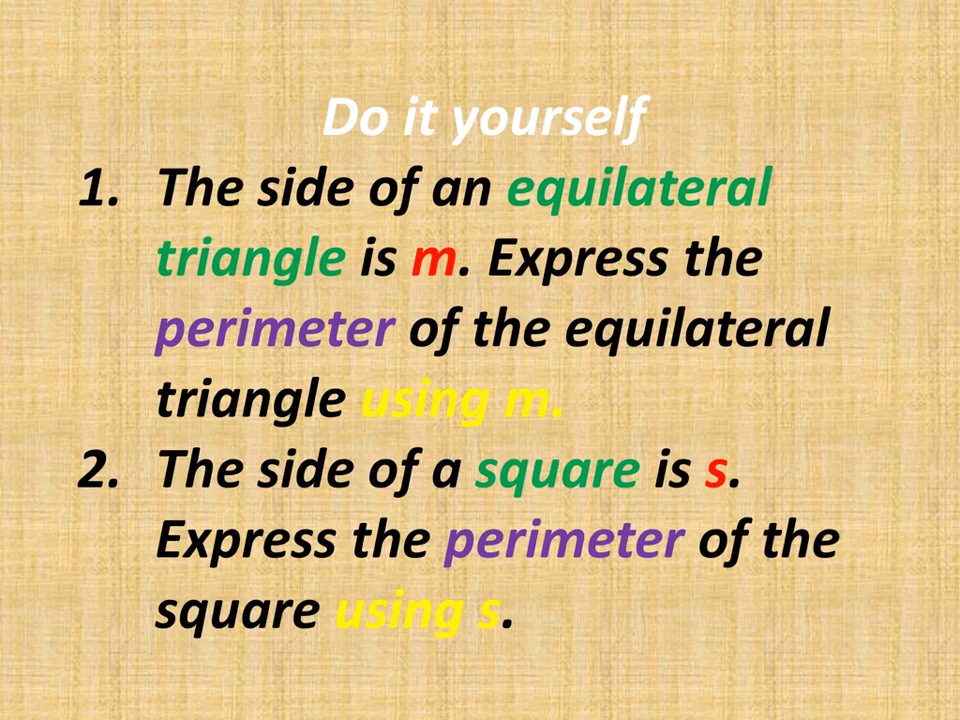 Do it yourself
1. The side of an equilateral
triangle is m. Express the
perimeter of the equilateral
triangle using m.
2. The side of a square is s.
Express the perimeter of the
square using s.